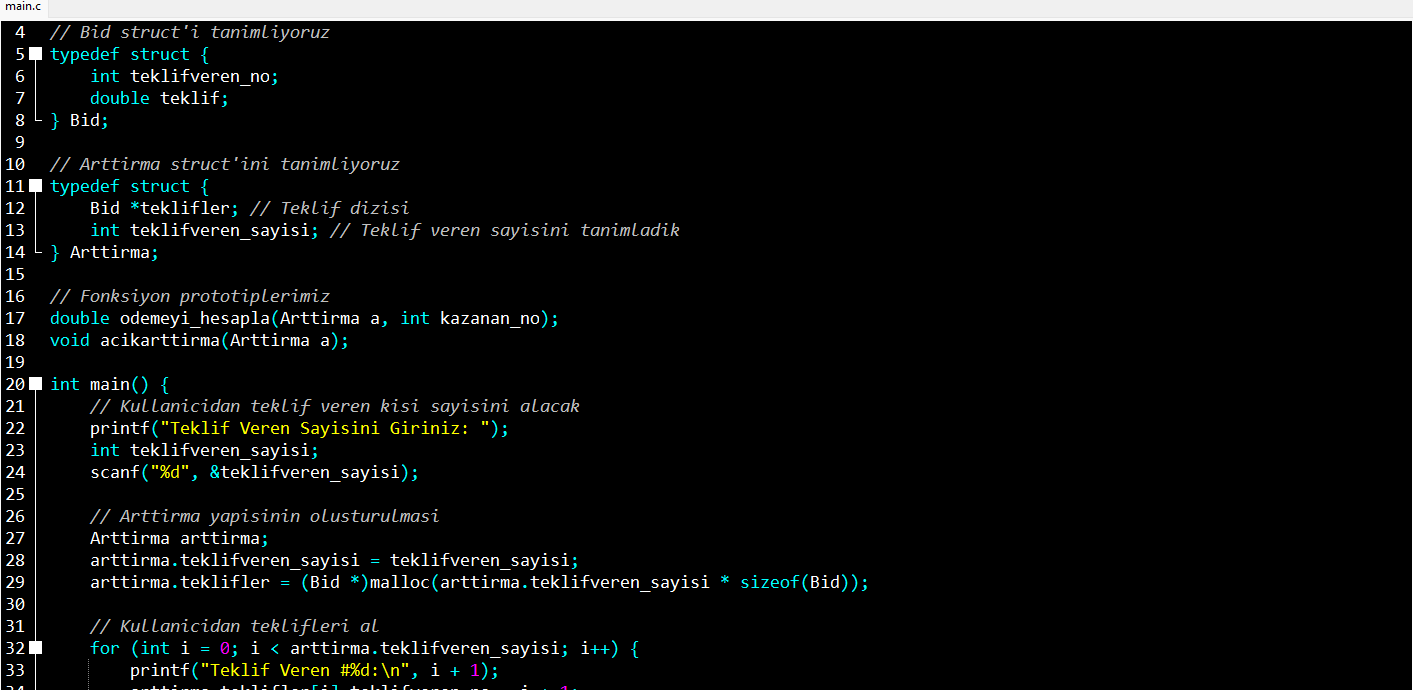 main.c
4 // Bid struct'i tanimliyoruz
5 typedef struct {
6 int teklifveren_no;
7 double teklif;
8 } Bid;
9
10 // Arttirma struct'ini tanimliyoruz
11 typedef struct {
12 Bid *teklifler; // Teklif dizisi
13 int teklifveren_sayisi; // Teklif veren sayisini tanimladik
14 } Arttirma;
15
16 // Fonksiyon prototiplerimiz
17 double odemeyi_hesapla(Arttirma a, int kazanan_no);
18 void acikarttirma(Arttirma a);
19
20 int main() {
21 // Kullanicidan teklif veren kisi sayisini alacak
22 printf("Teklif Veren Sayisini Giriniz: ");
23 int teklifveren_sayisi;
24 scanf("%d", &teklifveren_sayisi);
25
26 // Arttirma yapisinin olusturulmasi
27 Arttirma arttirma;
28 arttirma.teklifveren_sayisi = teklifveren_sayisi;
29 arttirma.teklifler = (Bid *)malloc(arttirma.teklifveren_sayisi * sizeof(Bid));
30
31 // Kullanicidan teklifleri al
32 for (int i = 0; i < arttirma.teklifveren_sayisi; i++) {
33 printf("Teklif Veren #%d:\n", i + 1);